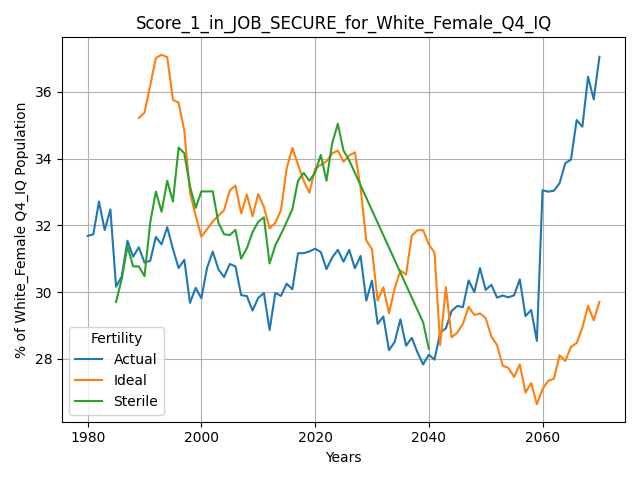 Score_1_in_JOB_SECURE_for_White_Female_Q4_IQ
% of White_Female Q4_IQ Population
36
34
32
30
28
Fertility
Actual
Ideal
Sterile
1980
2000
2020
2040
2060
Years